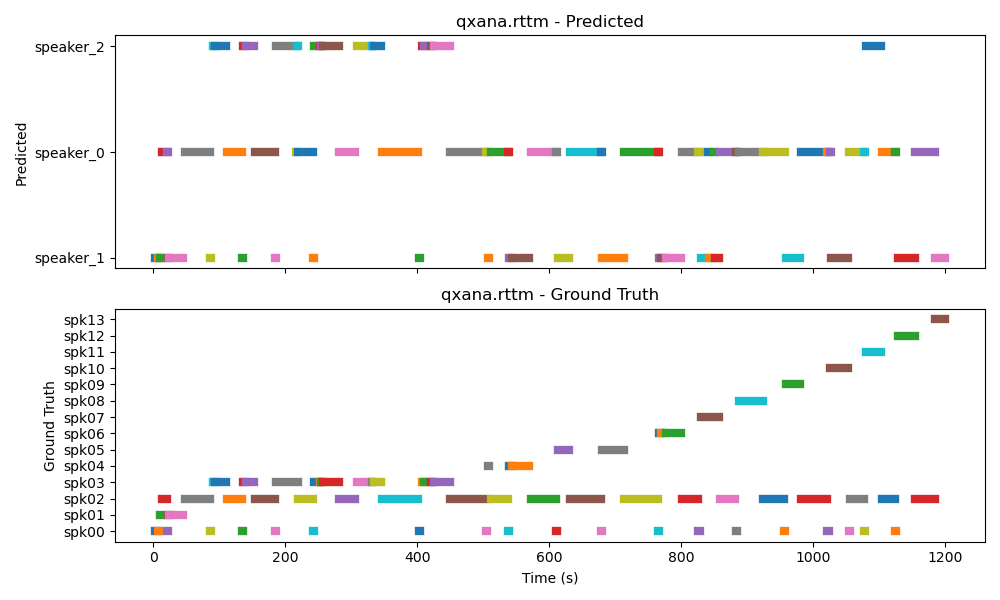 qxana.rttm - Predicted
speaker_2
speaker_0
speaker_1
Predicted
qxana.rttm - Ground Truth
spk13
spk12
spk11
spk10
spk09
spk08
spk07
spk06
spk05
spk04
spk03
spk02
spk01
spk00
Ground Truth
0 200 400 600 800 1000 1200
Time (s)